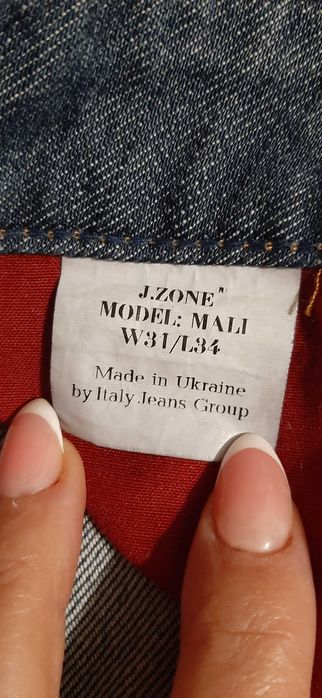 J.ZONE"
MODEL: MALI
W31/L34
Made in Ukraine
by Italy Jeans Group